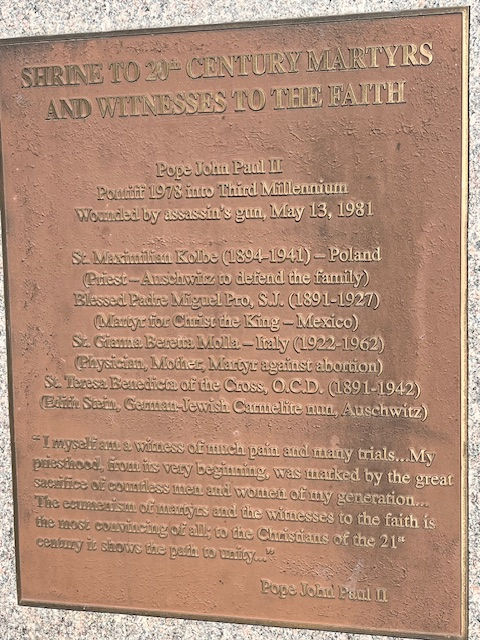 SHRINE TO 20th CENTURY MARTYRS
AND WITNESSES TO THE FAITH
Pope John Paul II
Pontiff 1978 into Third Millennium
Wounded by assassin's gun, May 13, 1981
St. Maximilian Kolbe (1894-1941) – Poland
(Priest – Auschwitz to defend the family)
Blessed Padre Miguel Pro, S.J. (1891-1927)
(Martyr for Christ the King – Mexico)
St. Gianna Beretta Molla – Italy (1922-1962)
(Physician, Mother, Martyr against abortion)
St. Teresa Benedicta of the Cross, O.C.D. (1891-1942)
(Edith Stein, German-Jewish Carmelite nun, Auschwitz)
“I myself am a witness of much pain and many trials...My
priesthood, from its very beginning, was marked by the great
sacrifice of countless men and women of my generation...
The ecumenism of martyrs and the witnesses to the faith is
the most convincing of all; to the Christians of the 21st
century it shows the path to unity...”
Pope John Paul II